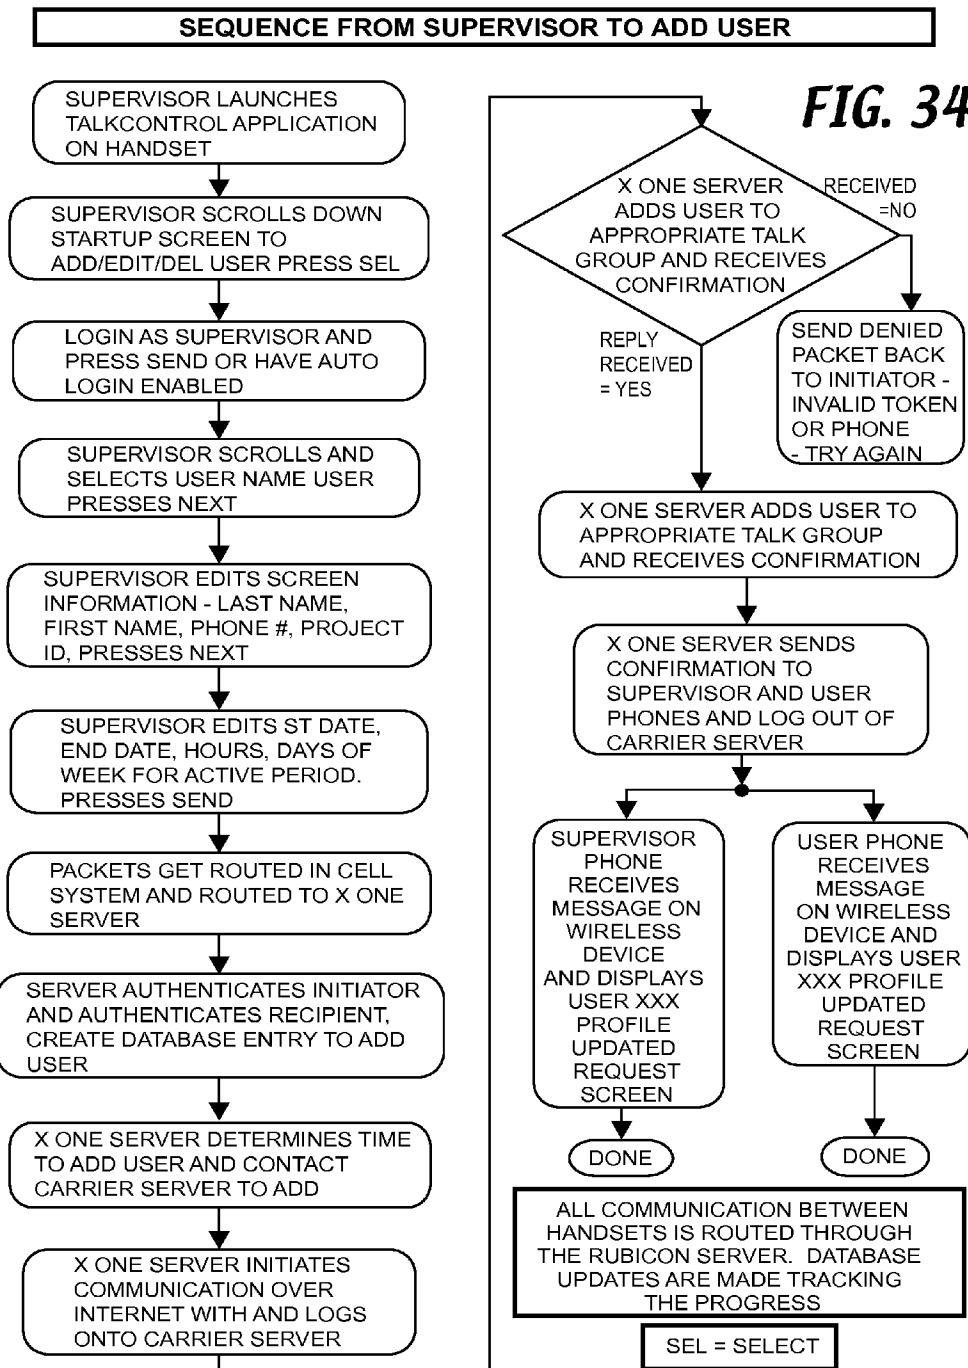 SEQUENCE FROM SUPERVISOR TO ADD USER
FIG. 34
SUPERVISOR LAUNCHES
TALKCONTROL APPLICATION
ON HANDSET
SUPERVISOR SCROLLS DOWN
STARTUP SCREEN TO
ADD/EDIT/DEL USER PRESS SEL
LOGIN AS SUPERVISOR AND
PRESS SEND OR HAVE AUTO
LOGIN ENABLED
SUPERVISOR SCROLLS AND
SELECTS USER NAME USER
PRESSES NEXT
SUPERVISOR EDITS SCREEN
INFORMATION - LAST NAME,
FIRST NAME, PHONE #, PROJECT
ID, PRESSES NEXT
SUPERVISOR EDITS ST DATE,
END DATE, HOURS, DAYS OF
WEEK FOR ACTIVE PERIOD.
PRESSES SEND
PACKETS GET ROUTED IN CELL
SYSTEM AND ROUTED TO X ONE
SERVER
SERVER AUTHENTICATES INITIATOR
AND AUTHENTICATES RECIPIENT,
CREATE DATABASE ENTRY TO ADD
USER
X ONE SERVER DETERMINES TIME
TO ADD USER AND CONTACT
CARRIER SERVER TO ADD
X ONE SERVER INITIATES
COMMUNICATION OVER
INTERNET WITH AND LOGS
ONTO CARRIER SERVER
X ONE SERVER
ADDS USER TO
APPROPRIATE TALK
GROUP AND RECEIVES
CONFIRMATION
RECEIVED
=NO
REPLY
RECEIVED
= YES
SEND DENIED
PACKET BACK
TO INITIATOR -
INVALID TOKEN
OR PHONE
- TRY AGAIN
X ONE SERVER ADDS USER TO
APPROPRIATE TALK GROUP
AND RECEIVES CONFIRMATION
X ONE SERVER SENDS
CONFIRMATION TO
SUPERVISOR AND USER
PHONES AND LOG OUT OF
CARRIER SERVER
SUPERVISOR
PHONE
RECEIVES
MESSAGE ON
WIRELESS
DEVICE
AND DISPLAYS
USER XXX
PROFILE
UPDATED
REQUEST
SCREEN
DONE
USER PHONE
RECEIVES
MESSAGE
ON WIRELESS
DEVICE AND
DISPLAYS USER
XXX PROFILE
UPDATED
REQUEST
SCREEN
DONE
ALL COMMUNICATION BETWEEN
HANDSETS IS ROUTED THROUGH
THE RUBICON SERVER. DATABASE
UPDATES ARE MADE TRACKING
THE PROGRESS
SEL = SELECT